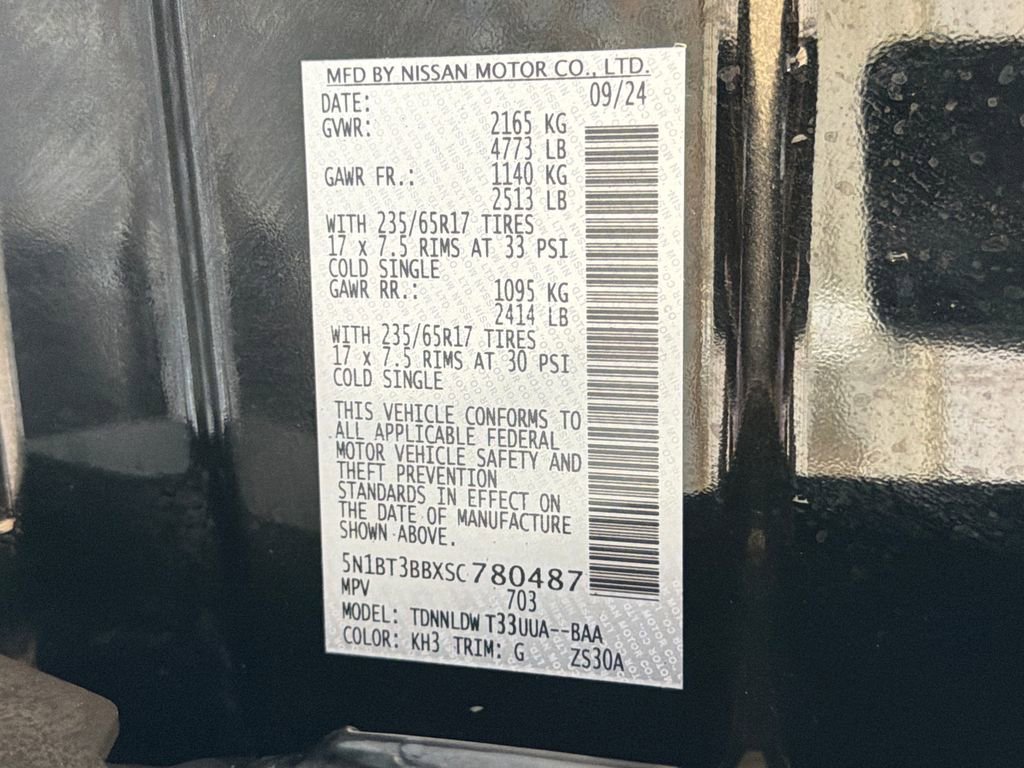 MFD BY NISSAN MOTOR CO., LTD.
DATE: 09/24
GVWR: 2165 KG
4773 LB
GAWR FR.: 1140 KG
2513 LB
WITH 235/65R17 TIRES
17 x 7.5 RIMS AT 33 PSI
COLD SINGLE
GAWR RR.: 1095 KG
2414 LB
WITH 235/65R17 TIRES
17 x 7.5 RIMS AT 30 PSI
COLD SINGLE
THIS VEHICLE CONFORMS TO
ALL APPLICABLE FEDERAL
MOTOR VEHICLE SAFETY AND
THEFT PREVENTION
STANDARDS IN EFFECT ON
THE DATE OF MANUFACTURE
SHOWN ABOVE.
5N1BT3BBXSC 780487
MPV 703
MODEL: TDNNLDW T33UUA--BAA
COLOR: KH3 TRIM: G ZS30A